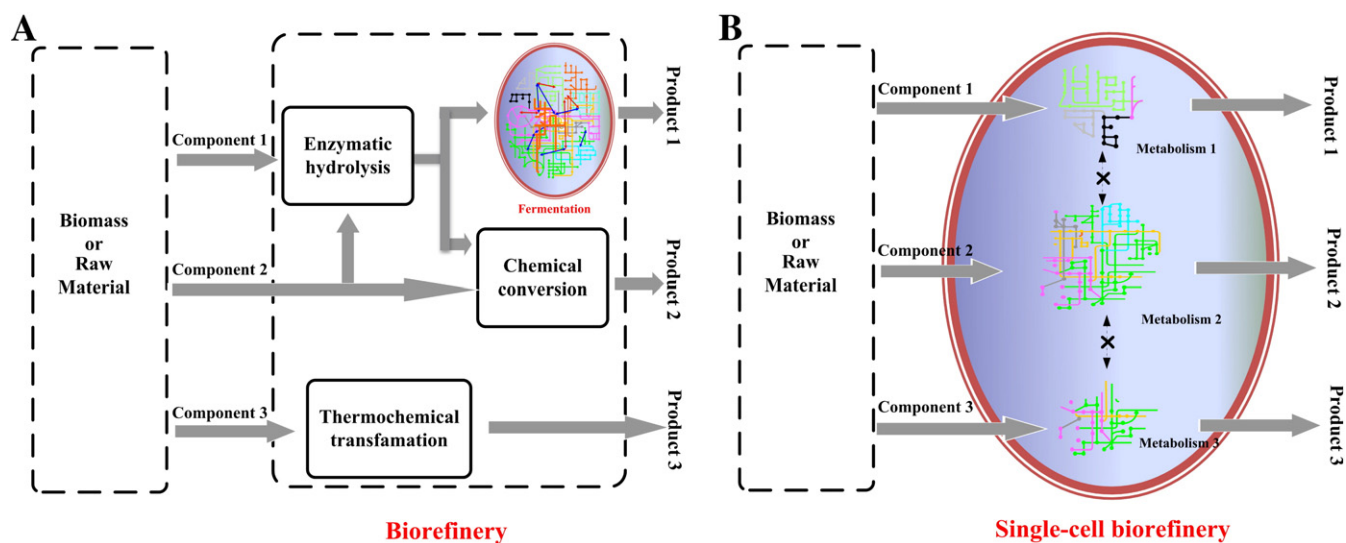 A
Biomass
or
Raw
Material
Component 1
Component 2
Component 3
Enzymatic
hydrolysis
Fermentation
Chemical
conversion
Thermochemical
transfamation
Product 1
Product 2
Product 3
Biorefinery
B
Biomass
or
Raw
Material
Component 1
Component 2
Component 3
Metabolism 1
Metabolism 2
Metabolism 3
Product 1
Product 2
Product 3
Single-cell biorefinery